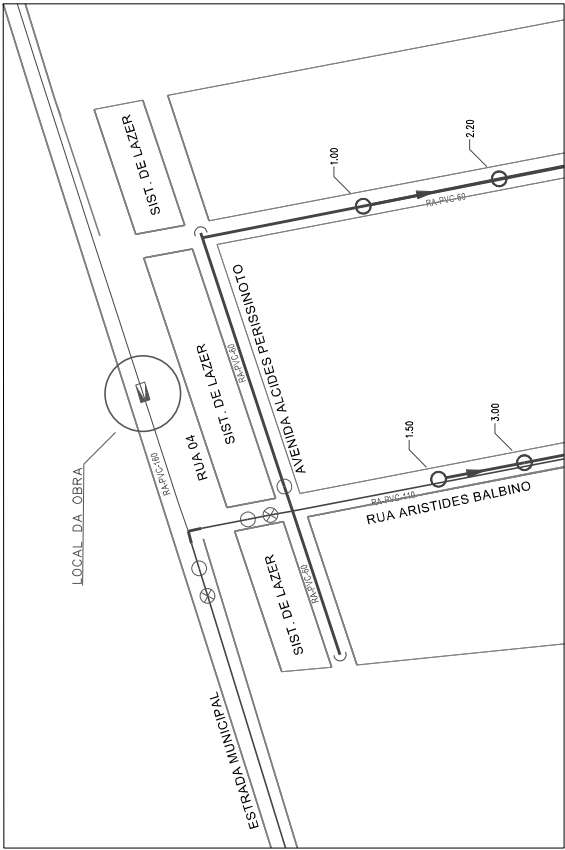 SIST. DE LAZER
1.00
2.20
RA-PVC-60
AVENIDA ALCIDES PERISSINOTO
RA-PVC-60
SIST. DE LAZER
RUA 04
RA-PVC-160
LOCAL DA OBRA
1.50
3.00
RA-PVC-110
RUA ARISTIDES BALBINO
SIST. DE LAZER
RA-PVC-60
ESTRADA MUNICIPAL